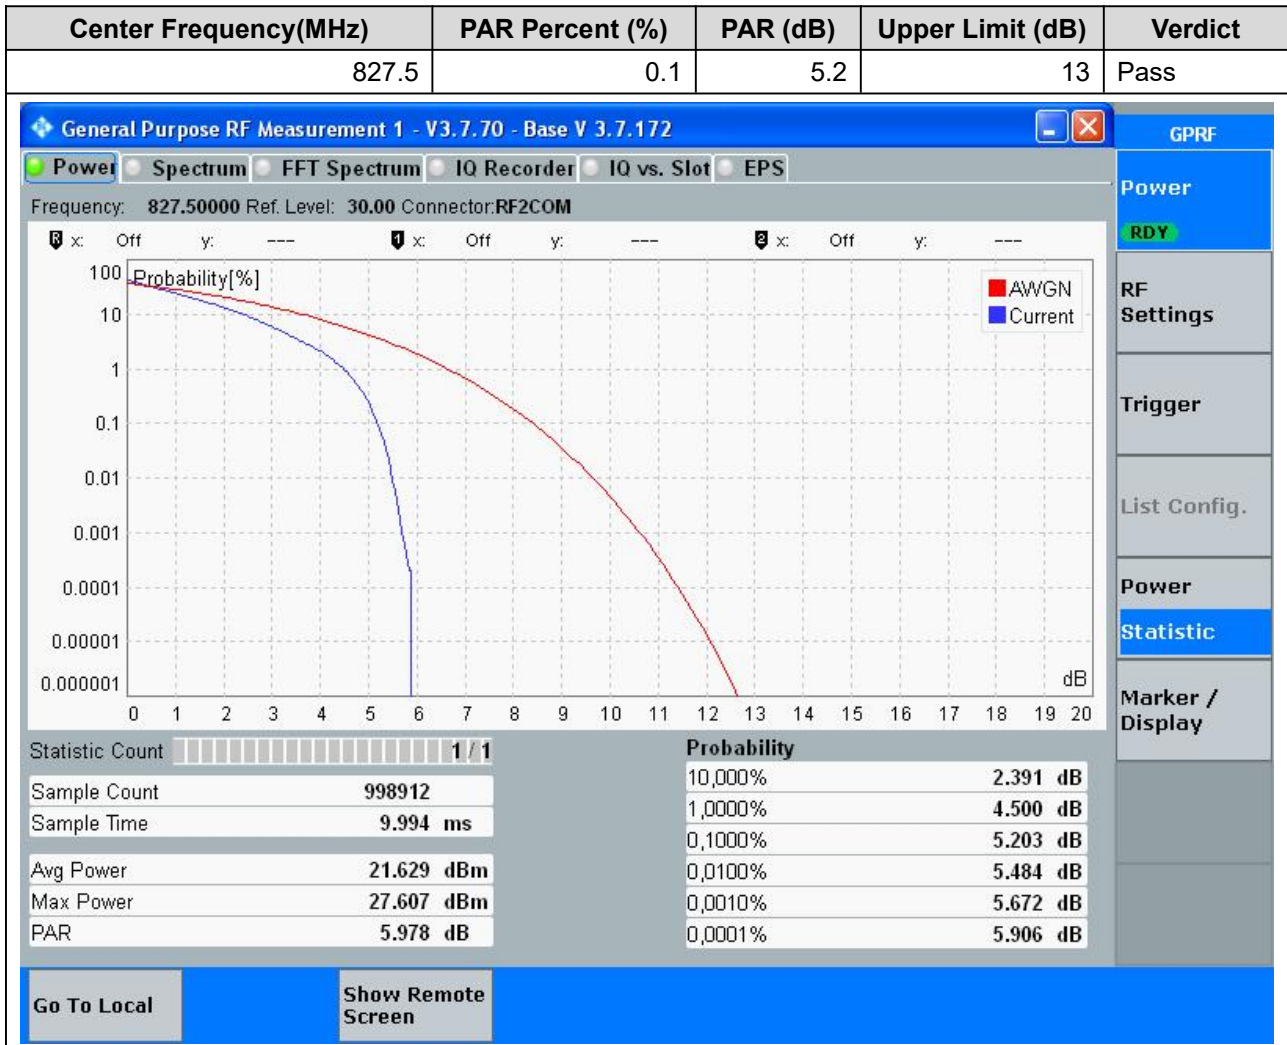 Center Frequency(MHz) PAR Percent (%) PAR (dB) Upper Limit (dB) Verdict
827.5 0.1 5.2 13 Pass
General Purpose RF Measurement 1 - V3.7.70 - Base V 3.7.172
GPRF
Power Spectrum FFT Spectrum IQ Recorder IQ vs. Slot EPS
Frequency: 827.50000 Ref. Level: 30.00 Connector:RF2COM
R x: Off y: --- 1 x: Off y: --- 2 x: Off y: ---
Probability[%]
AWGN
Current
100
10
1
0.1
0.01
0.001
0.0001
0.00001
0.000001
dB
0 1 2 3 4 5 6 7 8 9 10 11 12 13 14 15 16 17 18 19 20
Statistic Count 1 / 1
Sample Count 998912
Sample Time 9.994 ms
Avg Power 21.629 dBm
Max Power 27.607 dBm
PAR 5.978 dB
Probability
10,000% 2.391 dB
1,0000% 4.500 dB
0,1000% 5.203 dB
0,0100% 5.484 dB
0,0010% 5.672 dB
0,0001% 5.906 dB
Power
RDY
RF
Settings
Trigger
List Config.
Power
Statistic
Marker /
Display
Go To Local
Show Remote
Screen